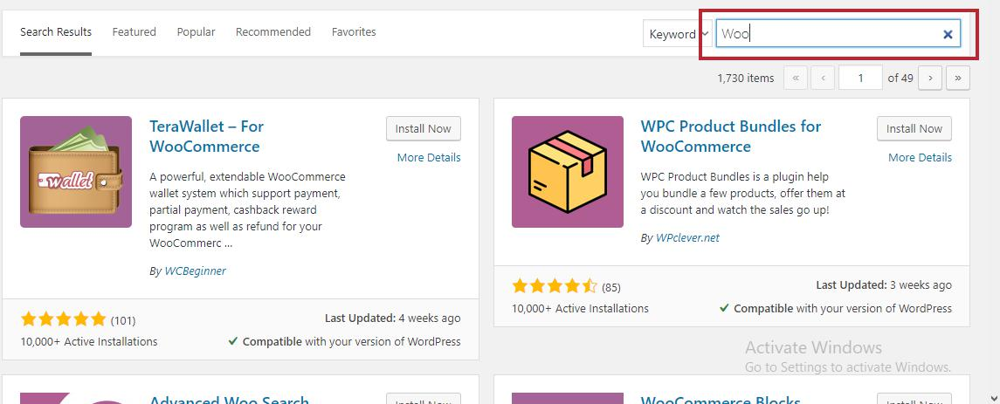 Search Results Featured Popular Recommended Favorites Keyword Woo
1,730 items « ‹ 1 of 49 › »
TeraWallet – For
WooCommerce
Install Now
More Details
A powerful, extendable WooCommerce
wallet system which support payment,
partial payment, cashback reward
program as well as refund for your
WooCommerc ...
By WCBeginner
wallet
(101)
Last Updated: 4 weeks ago
10,000+ Active Installations
Compatible with your version of WordPress
WPC Product Bundles for
WooCommerce
Install Now
More Details
WPC Product Bundles is a plugin help
you bundle a few products, offer them at
a discount and watch the sales go up!
By WPclever.net
(85)
Last Updated: 3 weeks ago
10,000+ Active Installations
Compatible with your version of WordPress
Activate Windows
Go to Settings to activate Windows.
Advanced Woo Search
Install Now
WooCommerce Blocks
Install Now